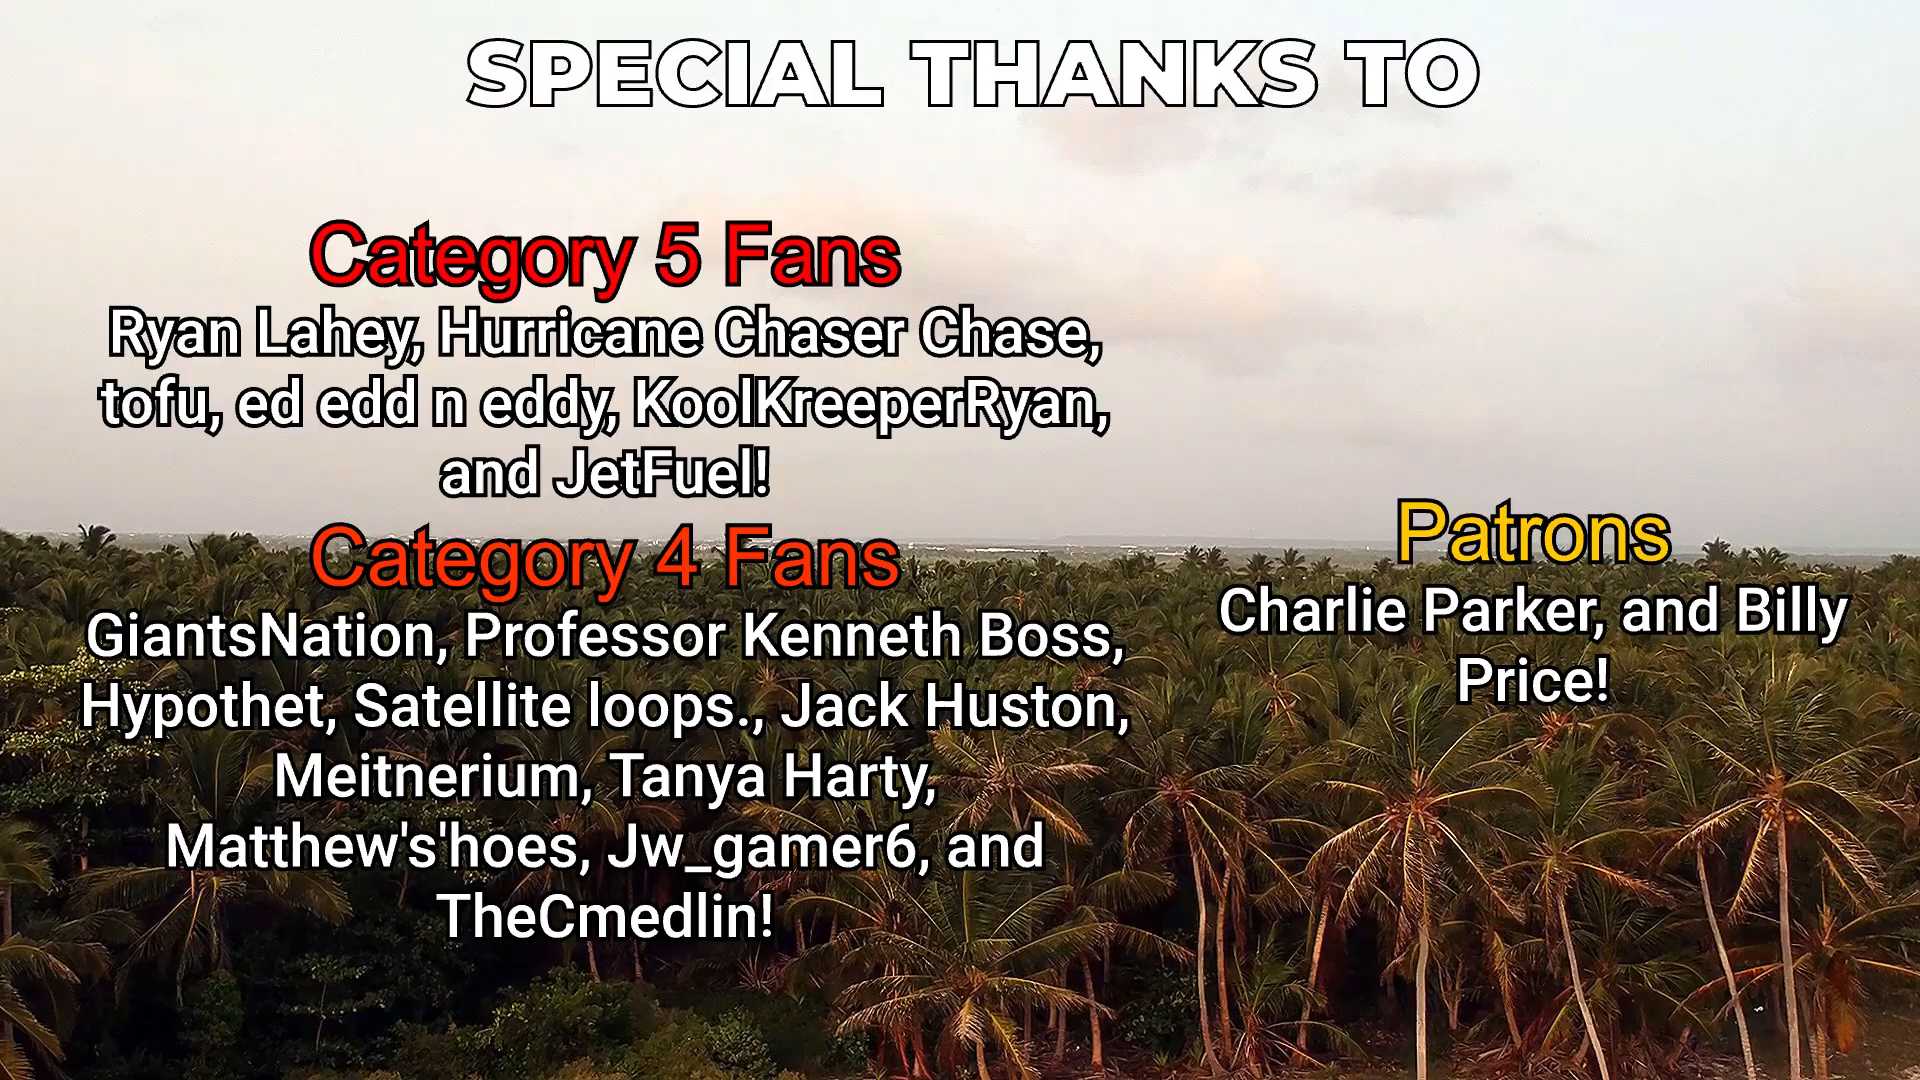 SPECIAL THANKS TO
Category 5 Fans
Ryan Lahey, Hurricane Chaser Chase,
tofu, ed edd n eddy, KoolKreeperRyan,
and JetFuel!
Category 4 Fans
GiantsNation, Professor Kenneth Boss,
Hypothet, Satellite loops., Jack Huston,
Meitnerium, Tanya Harty,
Matthew's'hoes, Jw_gamer6, and
TheCmedlin!
Patrons
Charlie Parker, and Billy
Price!